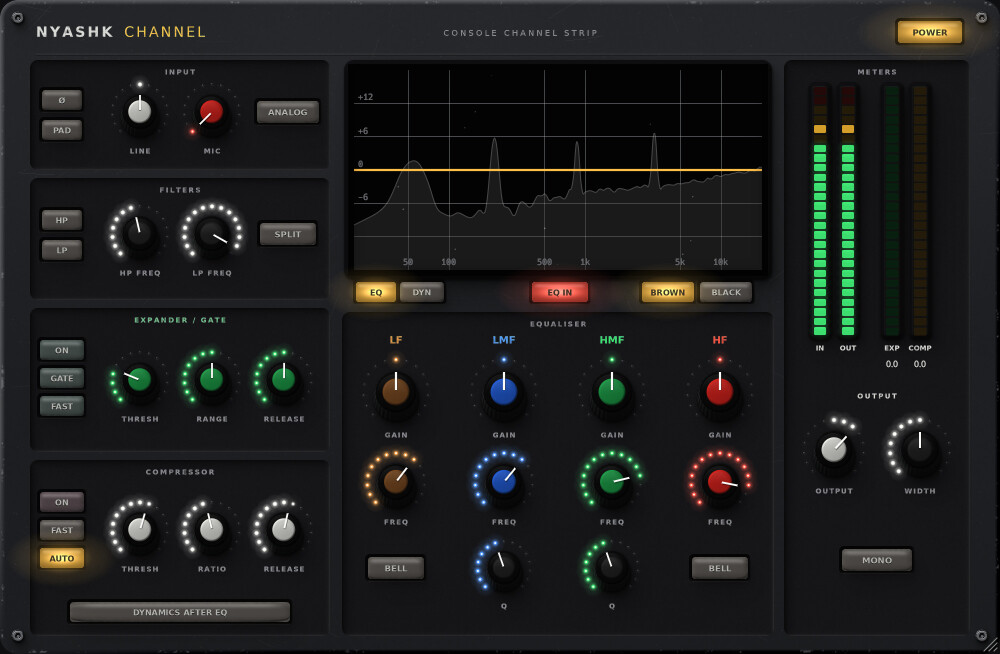 NYASHK CHANNEL
CONSOLE CHANNEL STRIP
POWER
INPUT
Ø
PAD
LINE
MIC
ANALOG
FILTERS
HP
LP
HP FREQ
LP FREQ
SPLIT
EXPANDER / GATE
ON
GATE
FAST
THRESH
RANGE
RELEASE
COMPRESSOR
ON
FAST
AUTO
THRESH
RATIO
RELEASE
DYNAMICS AFTER EQ
+12
+6
0
−6
50 100 500 1k 5k 10k
EQ
DYN
EQ IN
BROWN
BLACK
EQUALISER
LF LMF HMF HF
GAIN GAIN GAIN GAIN
FREQ FREQ FREQ FREQ
BELL
BELL
Q Q
METERS
IN OUT EXP COMP
0.0 0.0
OUTPUT
OUTPUT WIDTH
MONO